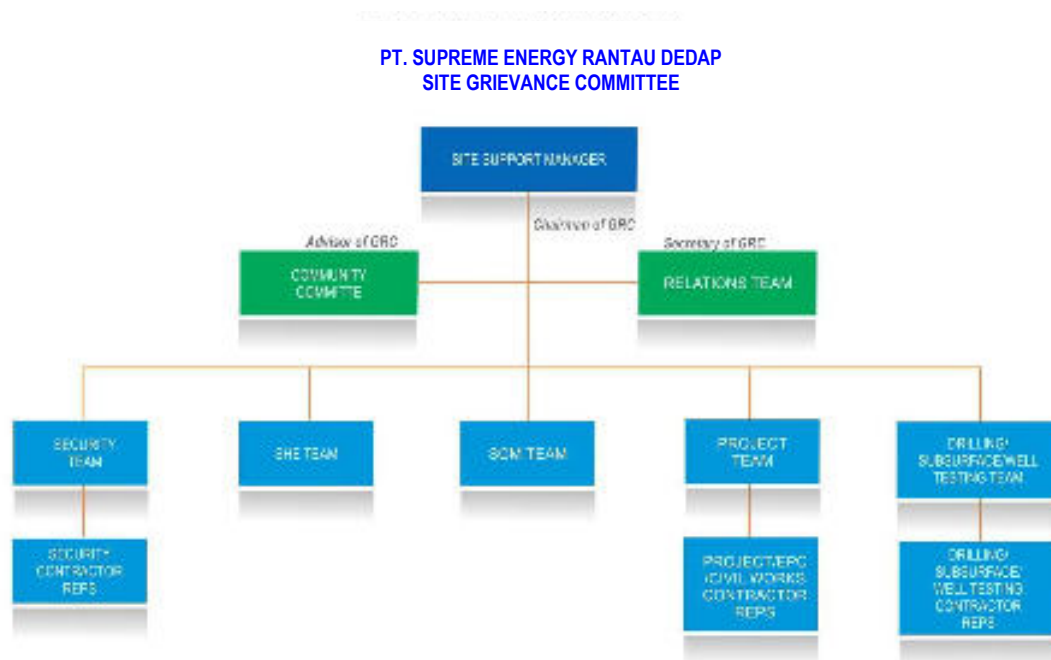 PT. SUPREME ENERGY RANTAU DEDAP
SITE GRIEVANCE COMMITTEE
SITE SUPPORT MANAGER
Chairman of GRC
Advisor of GRC
Secretary of GRC
COMMUNITY
COMMITTE
RELATIONS TEAM
SECURITY
TEAM
SHE TEAM
SCM TEAM
PROJECT
TEAM
DRILLING/
SUBSURFACE/WELL
TESTING TEAM
SECURITY
CONTRACTOR
REPS
PROJECT/EPC
/CIVIL WORKS
CONTRACTOR
REPS
DRILLING/
SUBSURFACE/
WELL TESTING
CONTRACTOR
REPS